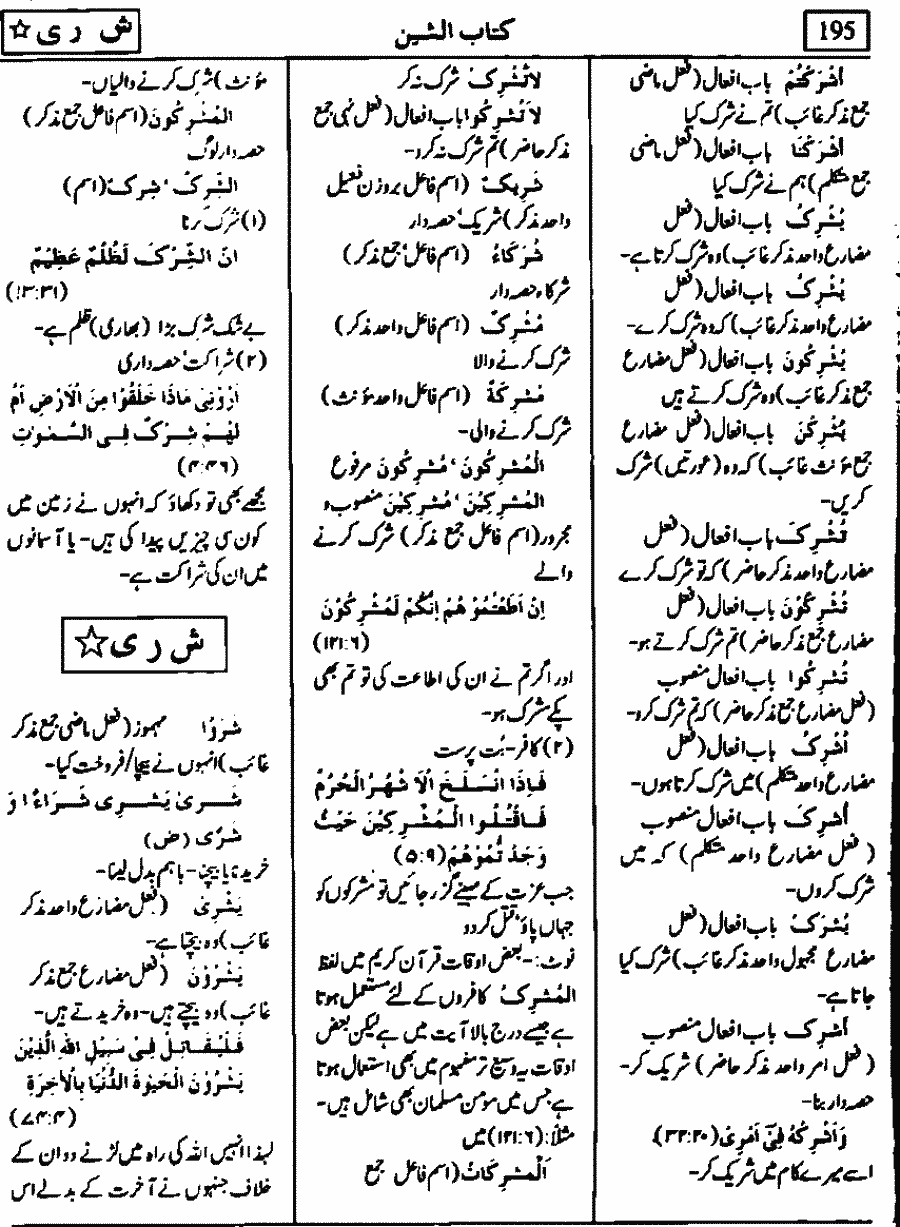 195
کتاب الشین
ش ر ی ☆
اَشْرَکْتُمْ باب افعال (فعل ماضی
جمع مذکر غائب) تم نے شرک کیا
اَشْرَکْنَا باب افعال (فعل ماضی
جمع متکلم) ہم نے شرک کیا
یُشْرِکُ باب افعال (فعل
مضارع واحد مذکر غائب) وہ شرک کرتا ہے۔
یُشْرِکْ باب افعال (فعل
مضارع واحد مذکر غائب) کہ وہ شرک کرے۔
یُشْرِکُونَ باب افعال (فعل مضارع
جمع مذکر غائب) وہ شرک کرتے ہیں
یُشْرِکْنَ باب افعال (فعل مضارع
جمع مؤنث غائب) کہ وہ (عورتیں) شرک
کریں۔
تُشْرِکَ باب افعال (فعل
مضارع واحد مذکر حاضر) کہ تو شرک کرے
تُشْرِکُوْنَ باب افعال (فعل
مضارع جمع مذکر حاضر) تم شرک کرتے ہو۔
تُشْرِکُوا باب افعال منصوب
(فعل مضارع جمع مذکر حاضر) کہ تم شرک کرو۔
اُشْرِکُ باب افعال (فعل
مضارع واحد متکلم) میں شرک کرتا ہوں۔
اُشْرِکَ باب افعال منصوب
(فعل مضارع واحد متکلم) کہ میں
شرک کروں۔
یُشْرَکُ باب افعال (فعل
مضارع مجہول واحد مذکر غائب) شرک کیا
جاتا ہے۔
اَشْرِک باب افعال منصوب
(فعل امر واحد مذکر حاضر) شریک کر۔
حصہ دار بنا۔
وَاَشْرِکْهُ فِیْٓ اَمْرِیْ (۳۲:۲۰)
اسے میرے کام میں شریک کر۔
لَاتُشْرِکْ شرک نہ کر
لَاتُشْرِکُوا باب افعال (فعل نہی جمع
مذکر حاضر) تم شرک نہ کرو۔
شَرِیکٌ (اسم فاعل بروزن فعیل
واحد مذکر) شریک، حصہ دار
شُرَکَاءُ (اسم فاعل، جمع مذکر)
شرکاء حصہ دار
مُشْرِکٌ (اسم فاعل واحد مذکر)
شرک کرنے والا
مُشْرِکَةٌ (اسم فاعل واحد مؤنث)
شرک کرنے والی۔
الْمُشْرِکُونَ، مُشْرِکُونَ مرفوع
الْمُشْرِکِیْنَ، مُشْرِکِیْنَ منصوب و
مجرور (اسم فاعل جمع مذکر) شرک کرنے
والے
اِنْ اَطَعْتُمُوْهُمْ اِنَّکُمْ لَمُشْرِکُوْنَ
(۱۲۱:۶)
اور اگر تم نے ان کی اطاعت کی تو تم بھی
پکے مشرک ہو۔
(۲) کافر۔ بُت پرست
فَاِذَا انْسَلَخَ الْاَشْهُرُ الْحُرُمُ
فَاقْتُلُوا الْمُشْرِکِیْنَ حَیْثُ
وَجَدْتُّمُوْهُمْ (۵:۹)
جب عزت کے مہینے گزر جائیں تو مشرکوں کو
جہاں پاؤ، قتل کردو
نوٹ:۔ بعض اوقات قرآن کریم میں لفظ
الْمُشْرِکُ کافروں کے لئے مستعمل ہوتا
ہے جیسے درج بالا آیت میں ہے لیکن بعض
اوقات یہ وسیع تر مفہوم میں بھی استعمال ہوتا
ہے جس میں مومن مسلمان بھی شامل ہیں۔
مثلاً: (۱۲۱:۶) میں
اَلْمُشْرِکَاتُ (اسم فاعل جمع
مؤنث) شرک کرنے والیاں۔
الْمُشْرِکُونَ (اسم فاعل جمع مذکر)
حصہ دار لوگ
الشِّرْکُ، شِرْکٌ (اسم)
(۱) شرک کرنا
اِنَّ الشِّرْکَ لَظُلْمٌ عَظِیْمٌ
(۱۳:۳۱)
بے شک شرک بڑا (بھاری) ظلم ہے۔
(۲) شراکت، حصہ داری
اَرُوْنِیْ مَاذَا خَلَقُوْا مِنَ الْاَرْضِ اَمْ
لَهُمْ شِرْکٌ فِی السَّمٰوٰتِ
(۴:۴۶)
مجھے بھی تو دکھاؤ کہ انہوں نے زمین میں
کون سی چیزیں پیدا کی ہیں۔ یا آسمانوں
میں ان کی شراکت ہے۔
ش ر ی ☆
شَرَوْا مہموز (فعل ماضی جمع مذکر
غائب) انہوں نے بیچا/فروخت کیا۔
شَرٰی یَشْرِی شَرَاءًا وَ
شَرًی (ض)
خریدنا یا بیچنا۔ باہم بدل لینا۔
یَشْرِیْ (فعل مضارع واحد مذکر
غائب) وہ بیچتا ہے۔
یَشْرُوْنَ (فعل مضارع جمع مذکر
غائب) وہ بیچتے ہیں۔ وہ خریدتے ہیں۔
فَلْیُقَاتِلْ فِیْ سَبِیْلِ اللهِ الَّذِیْنَ
یَشْرُوْنَ الْحَیٰوةَ الدُّنْیَا بِالْاٰخِرَةِ
(۷۴:۴)
لہذا انہیں اللہ کی راہ میں لڑنے دو ان کے
خلاف جنہوں نے آخرت کے بدلے اس